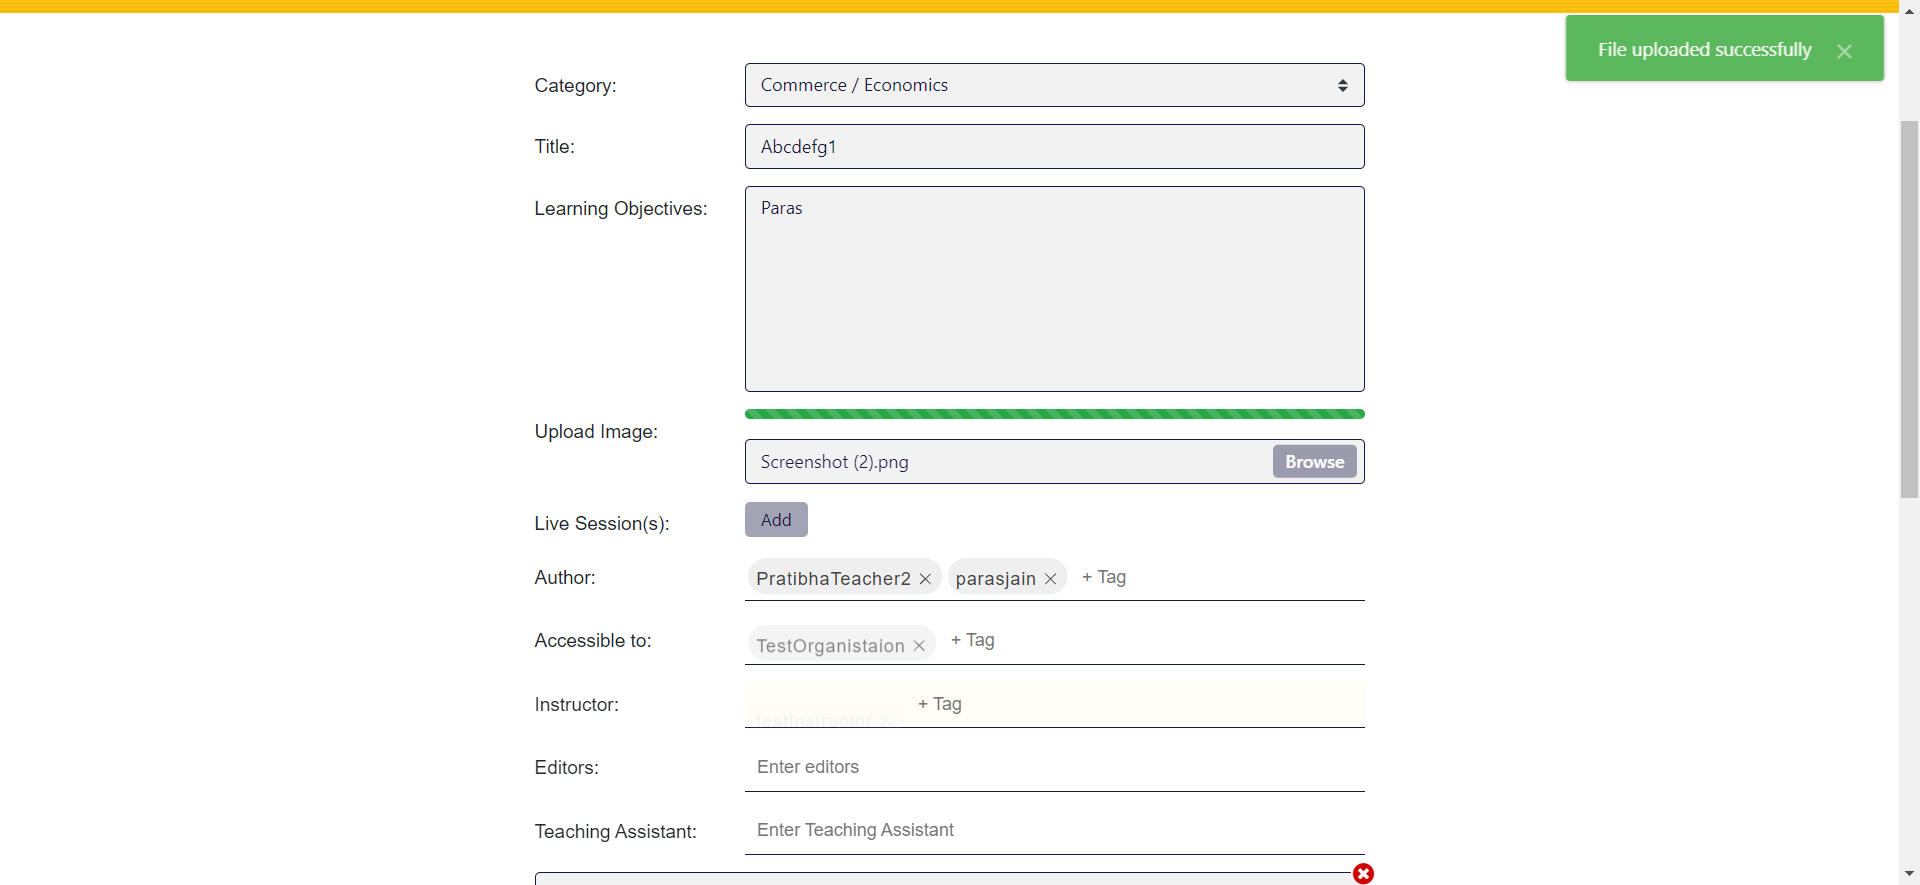 File uploaded successfully
Category: Commerce / Economics
Title: Abcdefg1
Learning Objectives: Paras
Upload Image:
Screenshot (2).png Browse
Live Session(s): Add
Author: PratibhaTeacher2 parasjain + Tag
Accessible to: TestOrganistaion + Tag
Instructor: testInstructor + Tag
Editors: Enter editors
Teaching Assistant: Enter Teaching Assistant